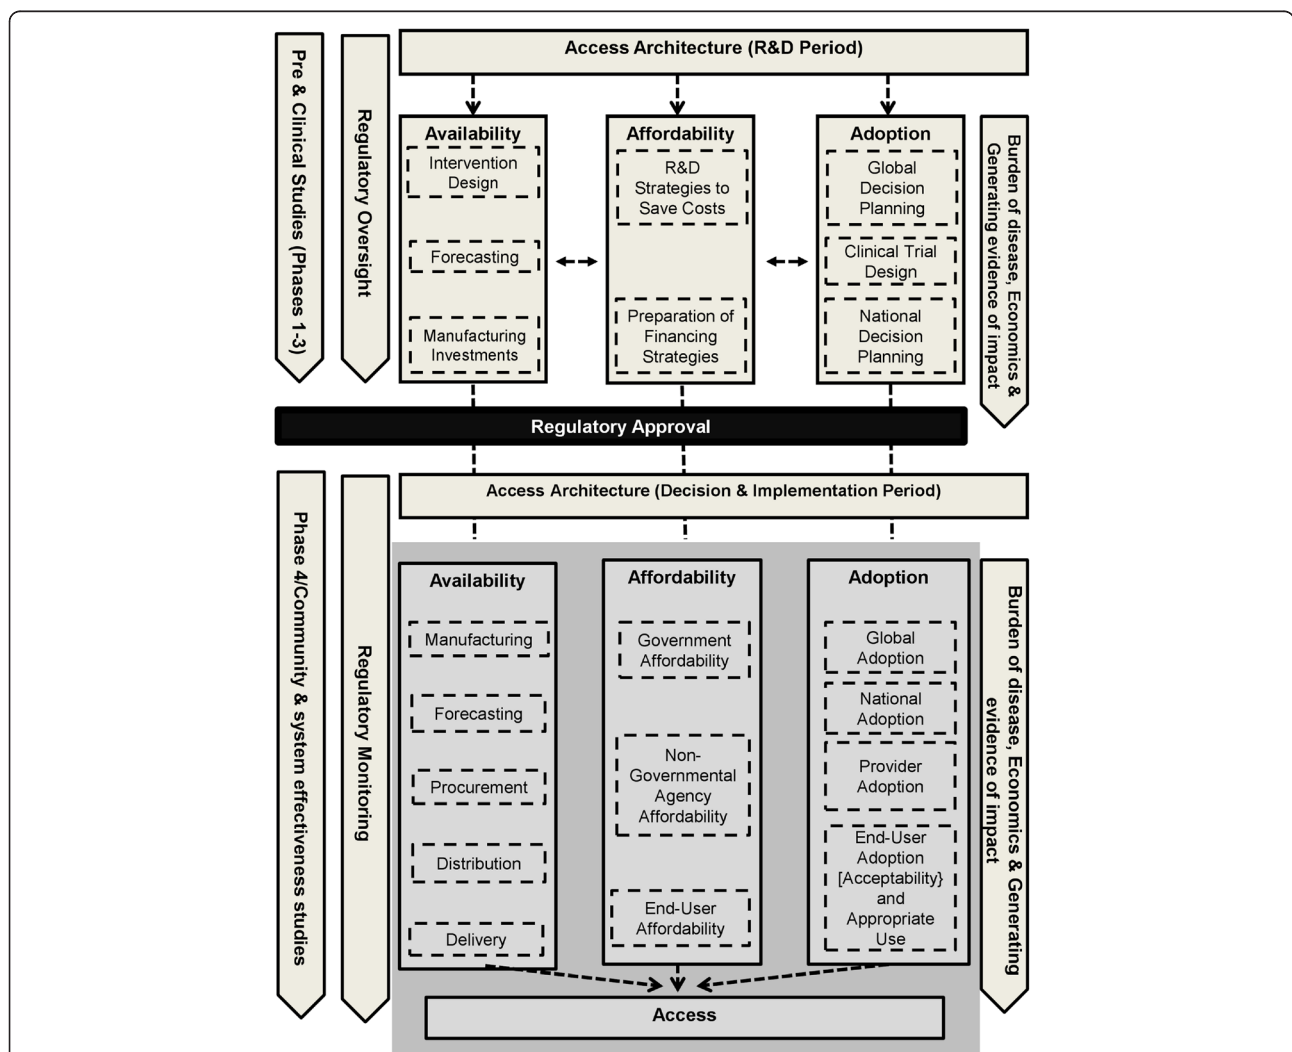 Access Architecture (R&D Period)
Pre & Clinical Studies (Phases 1-3)
Regulatory Oversight
Availability
Intervention
Design
Forecasting
Manufacturing
Investments
Affordability
R&D
Strategies to
Save Costs
Preparation of
Financing
Strategies
Adoption
Global
Decision
Planning
Clinical Trial
Design
National
Decision
Planning
Burden of disease, Economics &
Generating evidence of impact
Regulatory Approval
Access Architecture (Decision & Implementation Period)
Phase 4/Community & system effectiveness studies
Regulatory Monitoring
Availability
Manufacturing
Forecasting
Procurement
Distribution
Delivery
Affordability
Government
Affordability
Non-
Governmental
Agency
Affordability
End-User
Affordability
Adoption
Global
Adoption
National
Adoption
Provider
Adoption
End-User
Adoption
[Acceptability}
and
Appropriate
Use
Burden of disease, Economics & Generating
evidence of impact
Access